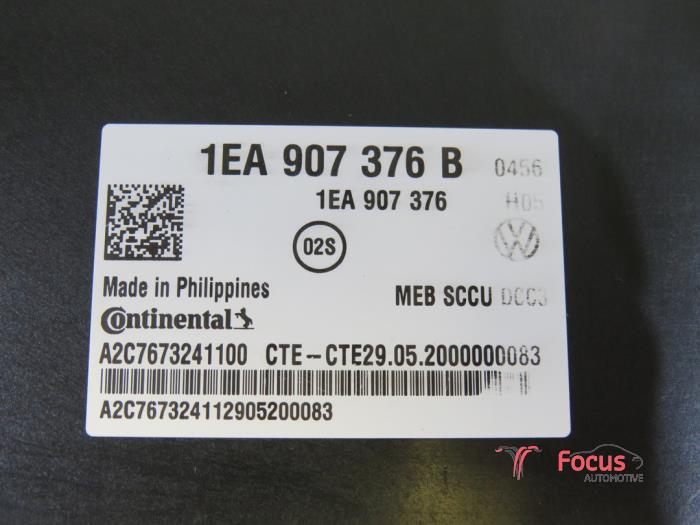 1EA 907 376 B 0456
1EA 907 376 H05
02S
Made in Philippines
MEB SCCU DCC3
Continental
A2C7673241100 CTE-CTE29.05.2000000083
A2C767324112905200083
Focus
AUTOMOTIVE